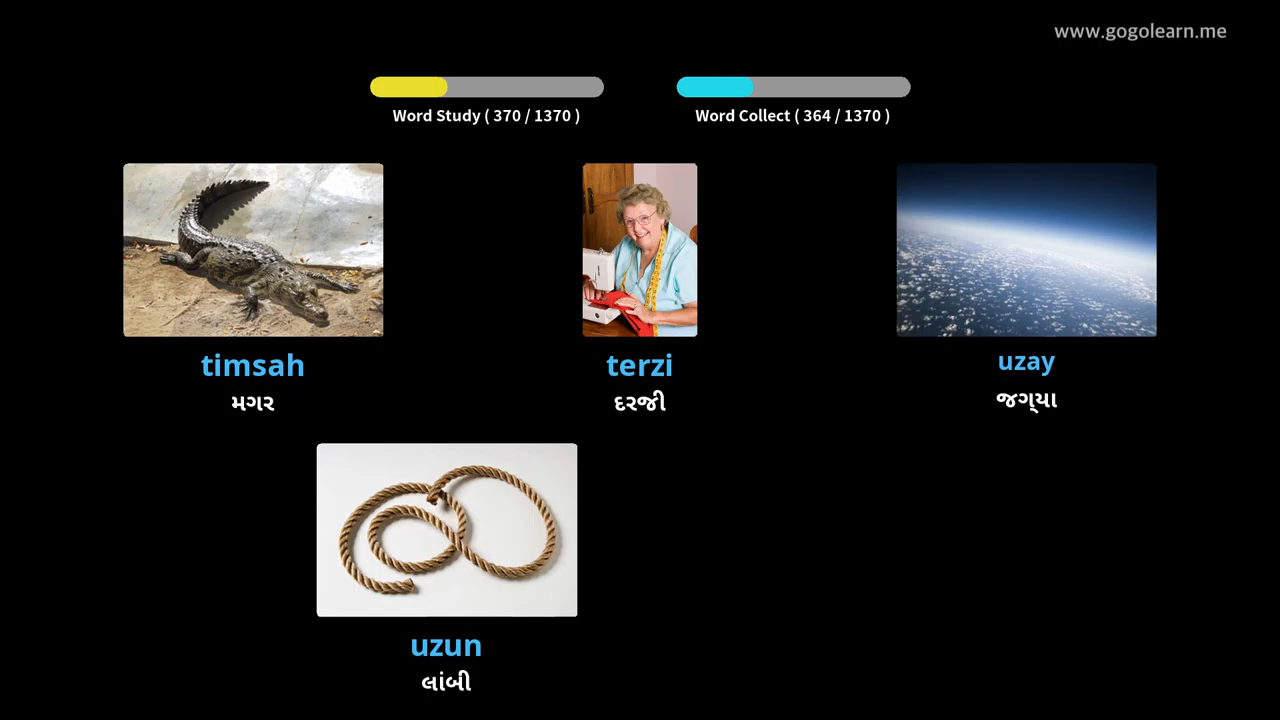 www.gogolearn.me
Word Study ( 370 / 1370 )
Word Collect ( 364 / 1370 )
timsah
મગર
terzi
દરજી
uzay
જગ્યા
uzun
લાંબી